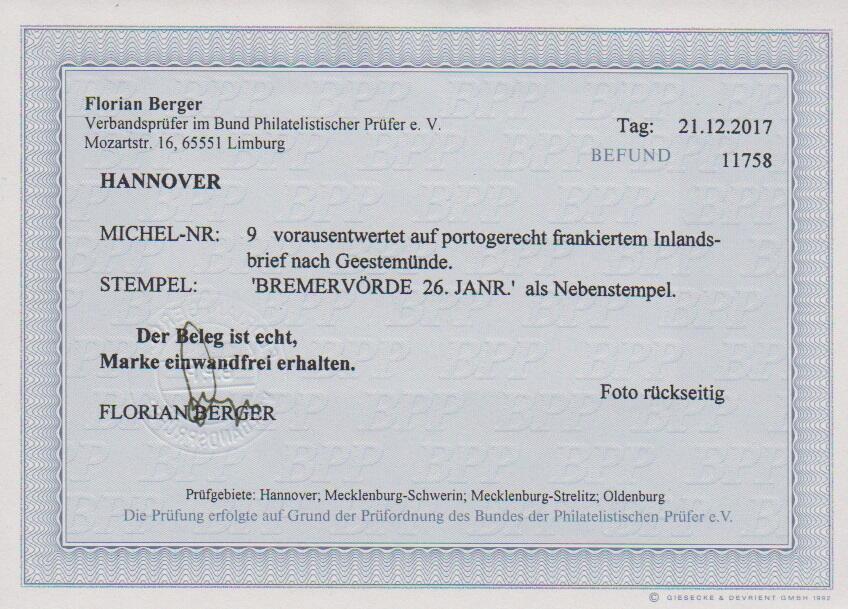 Florian Berger
Verbandsprüfer im Bund Philatelistischer Prüfer e. V.
Mozartstr. 16, 65551 Limburg
Tag: 21.12.2017
BEFUND 11758
HANNOVER
MICHEL-NR: 9 vorausentwertet auf portogerecht frankiertem Inlands-
brief nach Geestemünde.
STEMPEL: 'BREMERVÖRDE 26. JANR.' als Nebenstempel.
Der Beleg ist echt,
Marke einwandfrei erhalten.
Foto rückseitig
FLORIAN BERGER
Prüfgebiete: Hannover; Mecklenburg-Schwerin; Mecklenburg-Strelitz; Oldenburg
Die Prüfung erfolgte auf Grund der Prüfordnung des Bundes der Philatelistischen Prüfer e.V.
© GIESECKE & DEVRIENT GMBH 1992